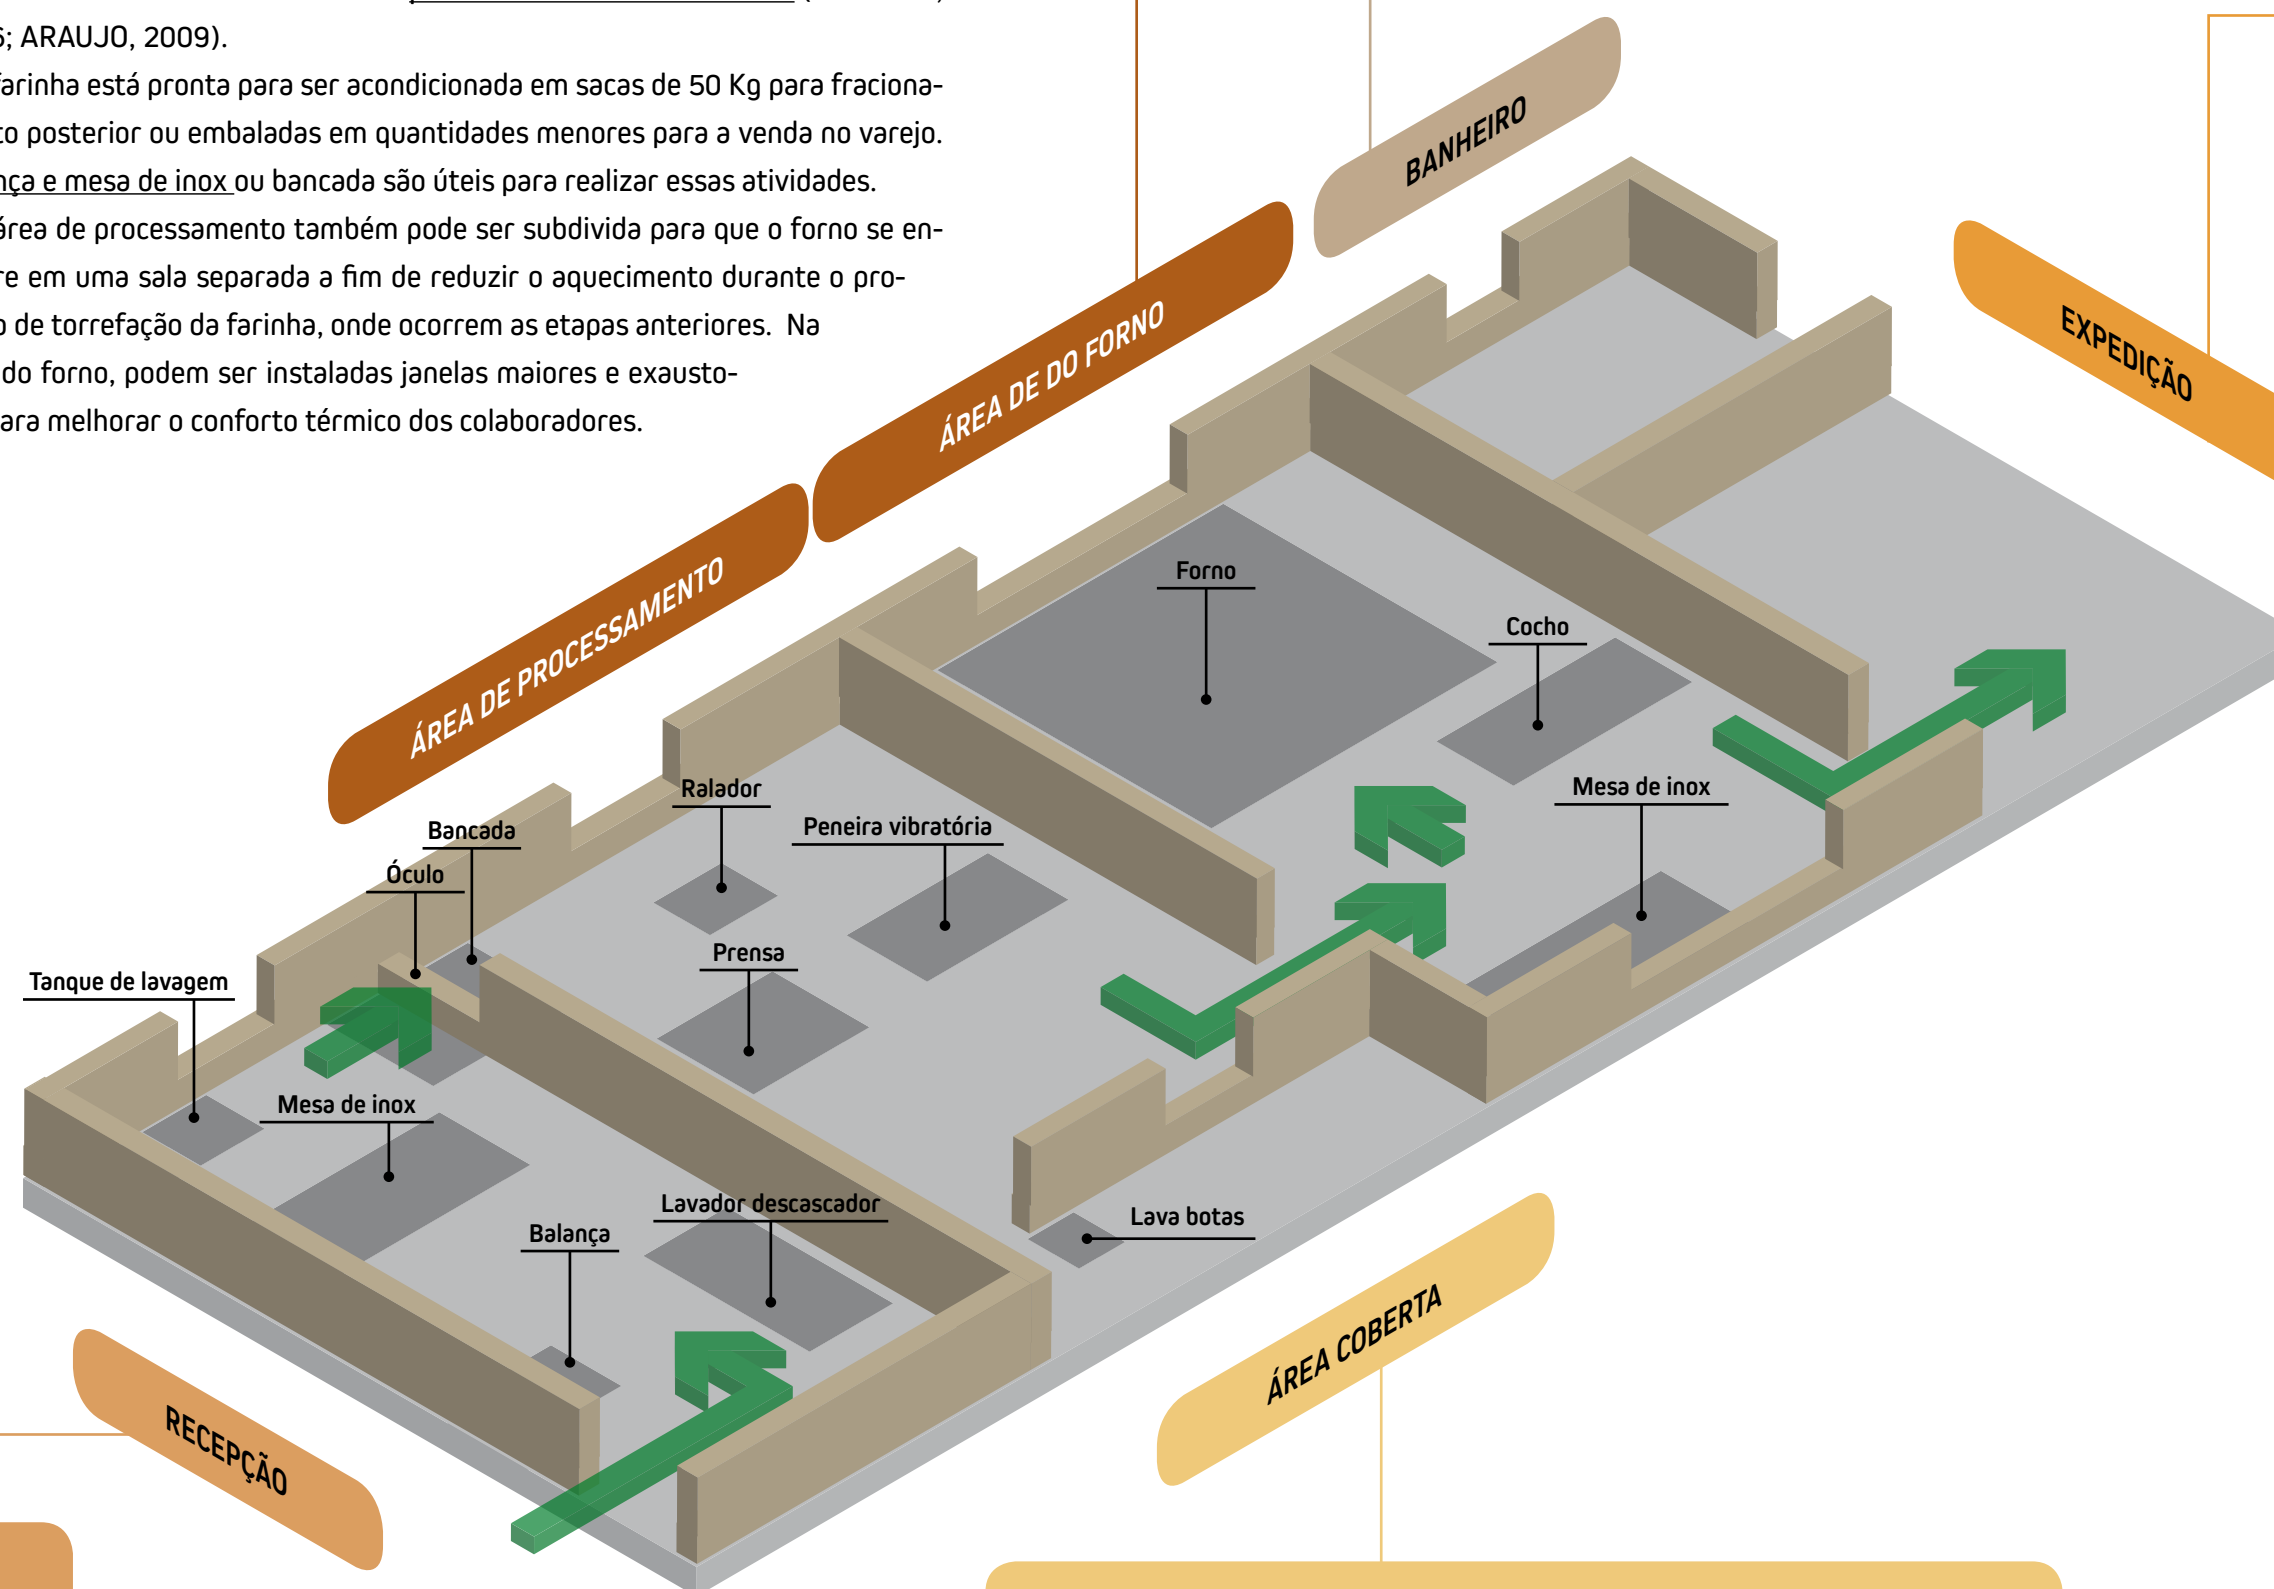 6; ARAUJO, 2009).
farinha está pronta para ser acondicionada em sacas de 50 Kg para fraciona-
to posterior ou embaladas em quantidades menores para a venda no varejo.
nça e mesa de inox ou bancada são úteis para realizar essas atividades.
área de processamento também pode ser subdivida para que o forno se en-
re em uma sala separada a fim de reduzir o aquecimento durante o pro-
o de torrefação da farinha, onde ocorrem as etapas anteriores. Na
do forno, podem ser instaladas janelas maiores e exausto-
ara melhorar o conforto térmico dos colaboradores.
BANHEIRO
EXPEDIÇÃO
ÁREA DE DO FORNO
ÁREA DE PROCESSAMENTO
Forno
Cocho
Mesa de inox
Ralador
Peneira vibratória
Bancada
Óculo
Prensa
Tanque de lavagem
Mesa de inox
Lavador descascador
Balança
Lava botas
ÁREA COBERTA
RECEPÇÃO